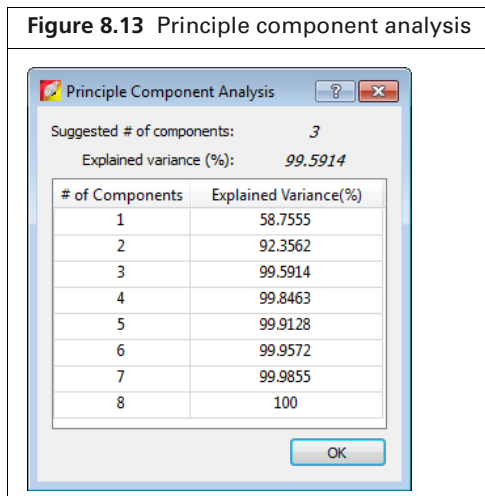 Figure 8.13 Principle component analysis
Principle Component Analysis
Suggested # of components: 3
Explained variance (%): 99.5914
# of Components Explained Variance(%)
1 58.7555
2 92.3562
3 99.5914
4 99.8463
5 99.9128
6 99.9572
7 99.9855
8 100
OK